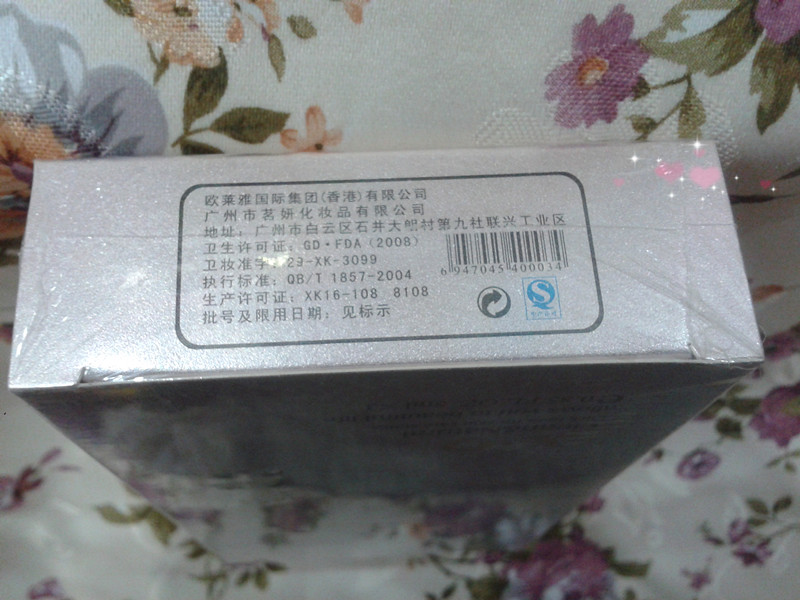 欧莱雅国际集团(香港)有限公司
广州市茗妍化妆品有限公司
地址: 广州市白云区石井大朗村第九社联兴工业区
卫生许可证: GD·FDA (2008)
卫妆准字 29-XK-3099
执行标准: QB/T 1857-2004
生产许可证: XK16-108 8108
批号及限用日期: 见标示
6 947045 400034